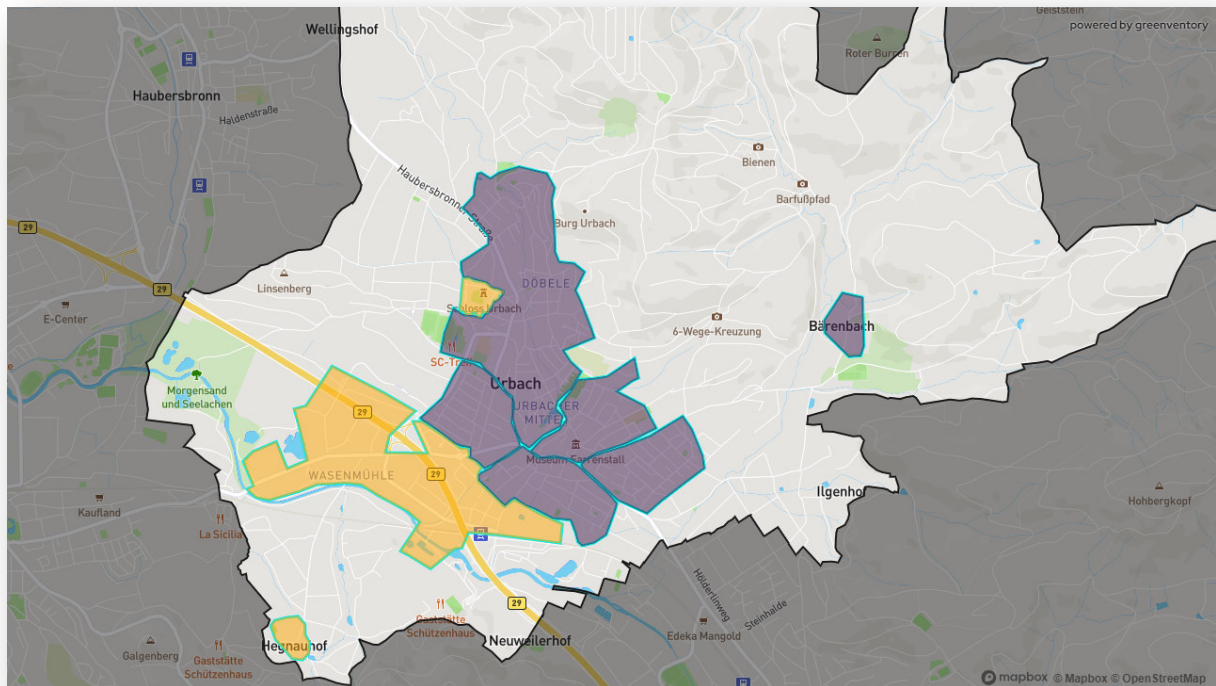 Geiststein
powered by greenventory
Wellingshof
Roter Burren
Haubersbronn
Haldenstraße
Bienen
Barfußpfad
Haubersbronner Straße
Burg Urbach
29
DÖBELE
Linsenberg
29
Schloss Urbach
E-Center
6-Wege-Kreuzung
Bärenbach
SC-Treff
Urbach
Morgensand
und Seelachen
URBACHER
MITTE
29
Museum Farrenstall
WASENMÜHLE
29
Ilgenhof
Kaufland
Hohbergkopf
La Sicilia
Hölderlinweg
29
Gaststätte
Schützenhaus
Steinhalde
Edeka Mangold
Neuweilerhof
Hegnauhof
Galgenberg
Gaststätte
Schützenhaus
mapbox © Mapbox © OpenStreetMap